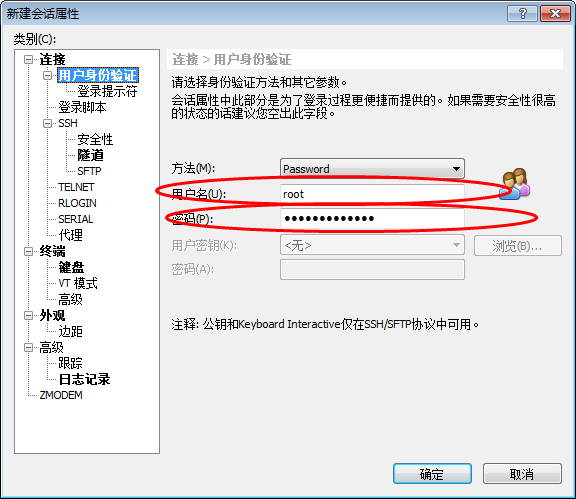 新建会话属性
类别(C):
连接
用户身份验证
登录提示符
登录脚本
SSH
安全性
隧道
SFTP
TELNET
RLOGIN
SERIAL
代理
终端
键盘
VT 模式
高级
外观
边距
高级
跟踪
日志记录
ZMODEM
连接 > 用户身份验证
请选择身份验证方法和其它参数。
会话属性中此部分是为了登录过程更便捷而提供的。如果需要安全性很高
的状态的话建议您空出此字段。
方法(M): Password
用户名(U): root
密码(P): ●●●●●●●●●●●●●
用户密钥(K): <无> 浏览(B)...
密码(A):
注释: 公钥和Keyboard Interactive仅在SSH/SFTP协议中可用。
确定 取消